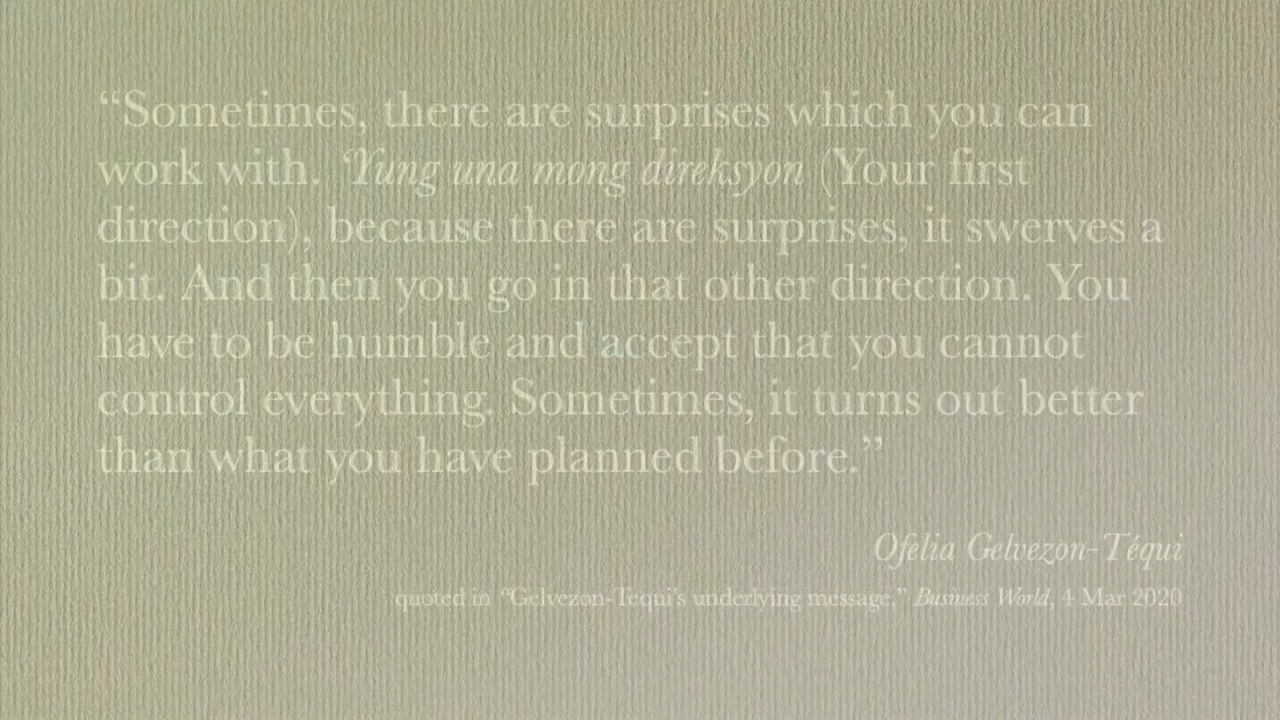 “Sometimes, there are surprises which you can
work with. ‘Yung una mong direksyon (Your first
direction), because there are surprises, it swerves a
bit. And then you go in that other direction. You
have to be humble and accept that you cannot
control everything. Sometimes, it turns out better
than what you have planned before.”
Ofelia Gelvezon-Téqui
quoted in “Gelvezon-Tequi’s underlying message,” Business World, 4 Mar 2020